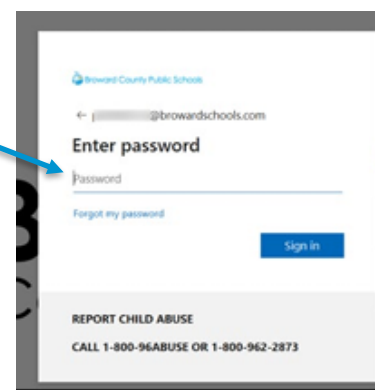 Broward County Public Schools
← j @browardschools.com
Enter password
Password
Forgot my password
Sign in
REPORT CHILD ABUSE
CALL 1-800-96ABUSE OR 1-800-962-2873